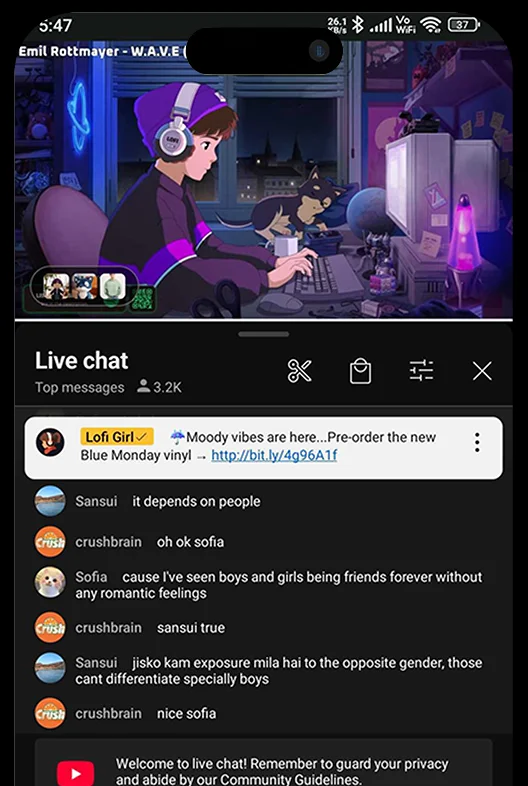 5:47
26.1
KB/s
Vo
WiFi
37
Emil Rottmayer - W.A.V.E (
LOFI
Live chat
Top messages 3.2K
Lofi Girl ☔Moody vibes are here...Pre-order the new
Blue Monday vinyl → http://bit.ly/4g96A1f
Sansui it depends on people
crushbrain oh ok sofia
Sofia cause I've seen boys and girls being friends forever without
any romantic feelings
crushbrain sansui true
Sansui jisko kam exposure mila hai to the opposite gender, those
cant differentiate specially boys
crushbrain nice sofia
Welcome to live chat! Remember to guard your privacy
and abide by our Community Guidelines.